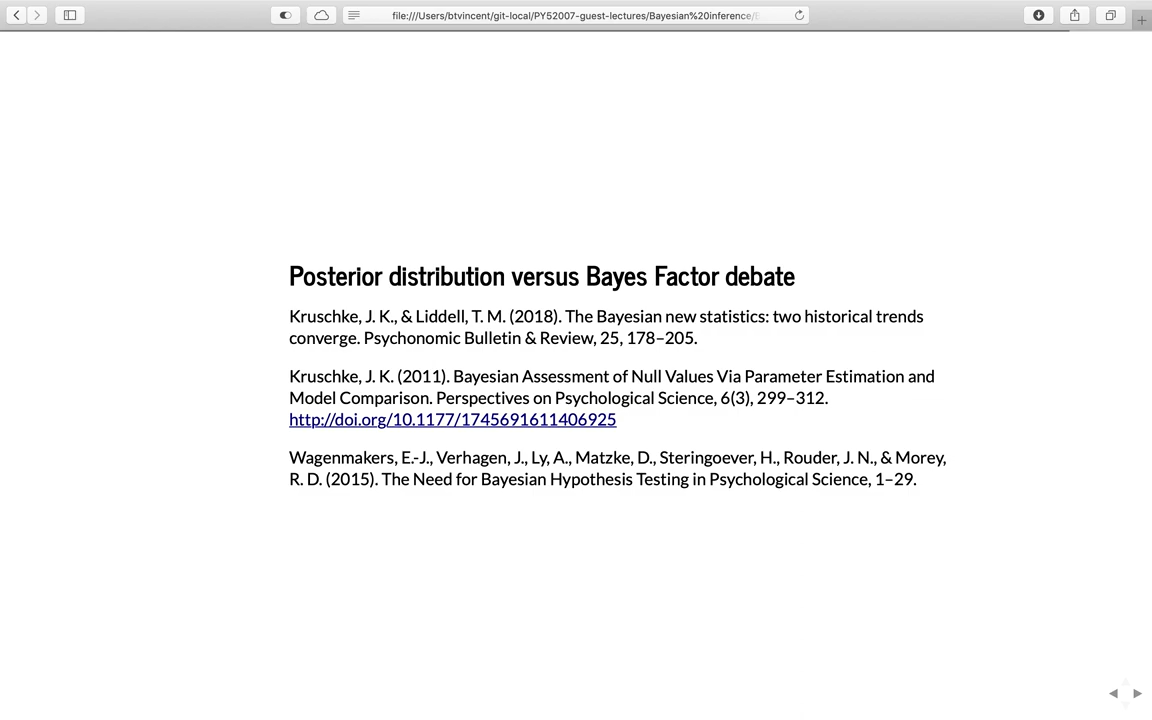 file:///Users/btvincent/git-local/PY52007-guest-lectures/Bayesian%20inference/
Posterior distribution versus Bayes Factor debate
Kruschke, J. K., & Liddell, T. M. (2018). The Bayesian new statistics: two historical trends
converge. Psychonomic Bulletin & Review, 25, 178–205.
Kruschke, J. K. (2011). Bayesian Assessment of Null Values Via Parameter Estimation and
Model Comparison. Perspectives on Psychological Science, 6(3), 299–312.
http://doi.org/10.1177/1745691611406925
Wagenmakers, E.-J., Verhagen, J., Ly, A., Matzke, D., Steringoever, H., Rouder, J. N., & Morey,
R. D. (2015). The Need for Bayesian Hypothesis Testing in Psychological Science, 1–29.